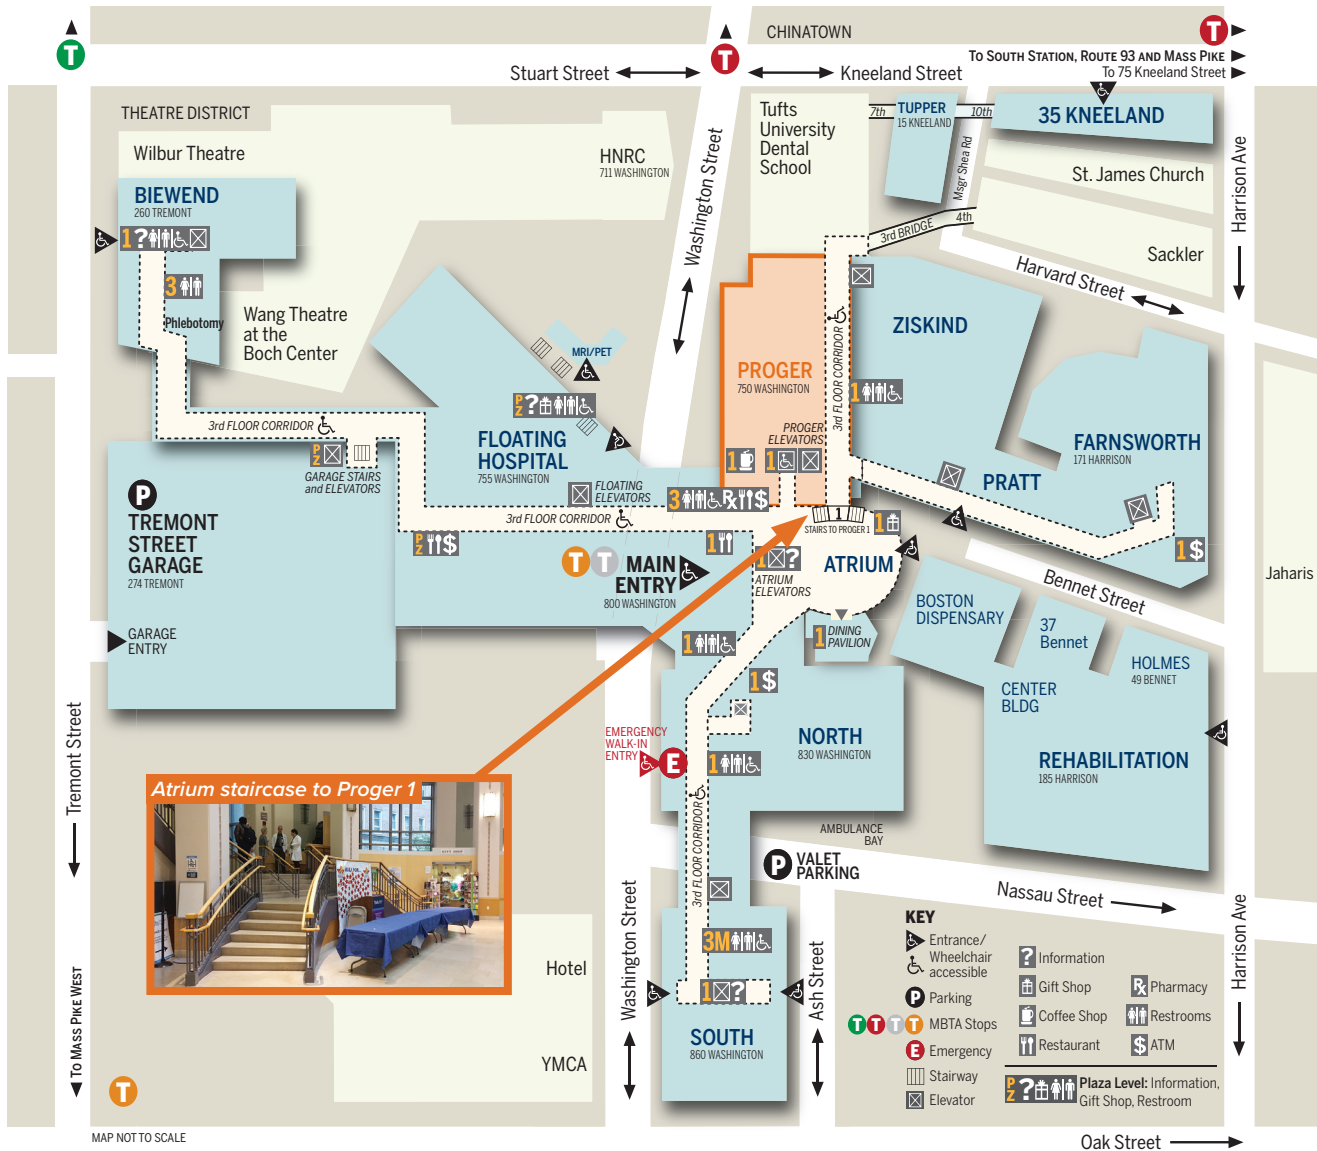 T
T
T
CHINATOWN
TO SOUTH STATION, ROUTE 93 AND MASS PIKE
To 75 Kneeland Street
Stuart Street
Kneeland Street
THEATRE DISTRICT
Wilbur Theatre
HNRC
711 WASHINGTON
Washington Street
Tufts
University
Dental
School
7th
TUPPER
15 KNEELAND
10th
35 KNEELAND
Msgr Shea Rd
St. James Church
Harrison Ave
BIEWEND
260 TREMONT
1?
3
Phlebotomy
Wang Theatre
at the
Boch Center
3rd BRIDGE
4th
Sackler
Harvard Street
MRI/PET
PZ?
PROGER
750 WASHINGTON
3rd FLOOR CORRIDOR
ZISKIND
1
3rd FLOOR CORRIDOR
PZ
GARAGE STAIRS
and ELEVATORS
FLOATING
HOSPITAL
755 WASHINGTON
PROGER
ELEVATORS
1
1
FARNSWORTH
171 HARRISON
PRATT
P
TREMONT
STREET
GARAGE
274 TREMONT
FLOATING
ELEVATORS
3 Rx $
3rd FLOOR CORRIDOR
1
STAIRS TO PROGER 1
1
1 $
PZ $
1
T T
MAIN
ENTRY
800 WASHINGTON
1 ?
ATRIUM
ELEVATORS
ATRIUM
Bennet Street
Jaharis
BOSTON
DISPENSARY
37
Bennet
HOLMES
49 BENNET
GARAGE
ENTRY
1
1
DINING
PAVILION
1 $
CENTER
BLDG
Tremont Street
EMERGENCY
WALK-IN
ENTRY
E
1
NORTH
830 WASHINGTON
REHABILITATION
185 HARRISON
Atrium staircase to Proger 1
3rd FLOOR CORRIDOR
AMBULANCE
BAY
P
VALET
PARKING
Nassau Street
Washington Street
Ash Street
Harrison Ave
3M
1 ?
SOUTH
860 WASHINGTON
Hotel
YMCA
TO MASS PIKE WEST
T
KEY
Entrance/
Wheelchair
accessible
P Parking
T T T T MBTA Stops
E Emergency
Stairway
Elevator
? Information
Gift Shop
Coffee Shop
Restaurant
Rx Pharmacy
Restrooms
$ ATM
PZ? Plaza Level: Information,
Gift Shop, Restroom
MAP NOT TO SCALE
Oak Street